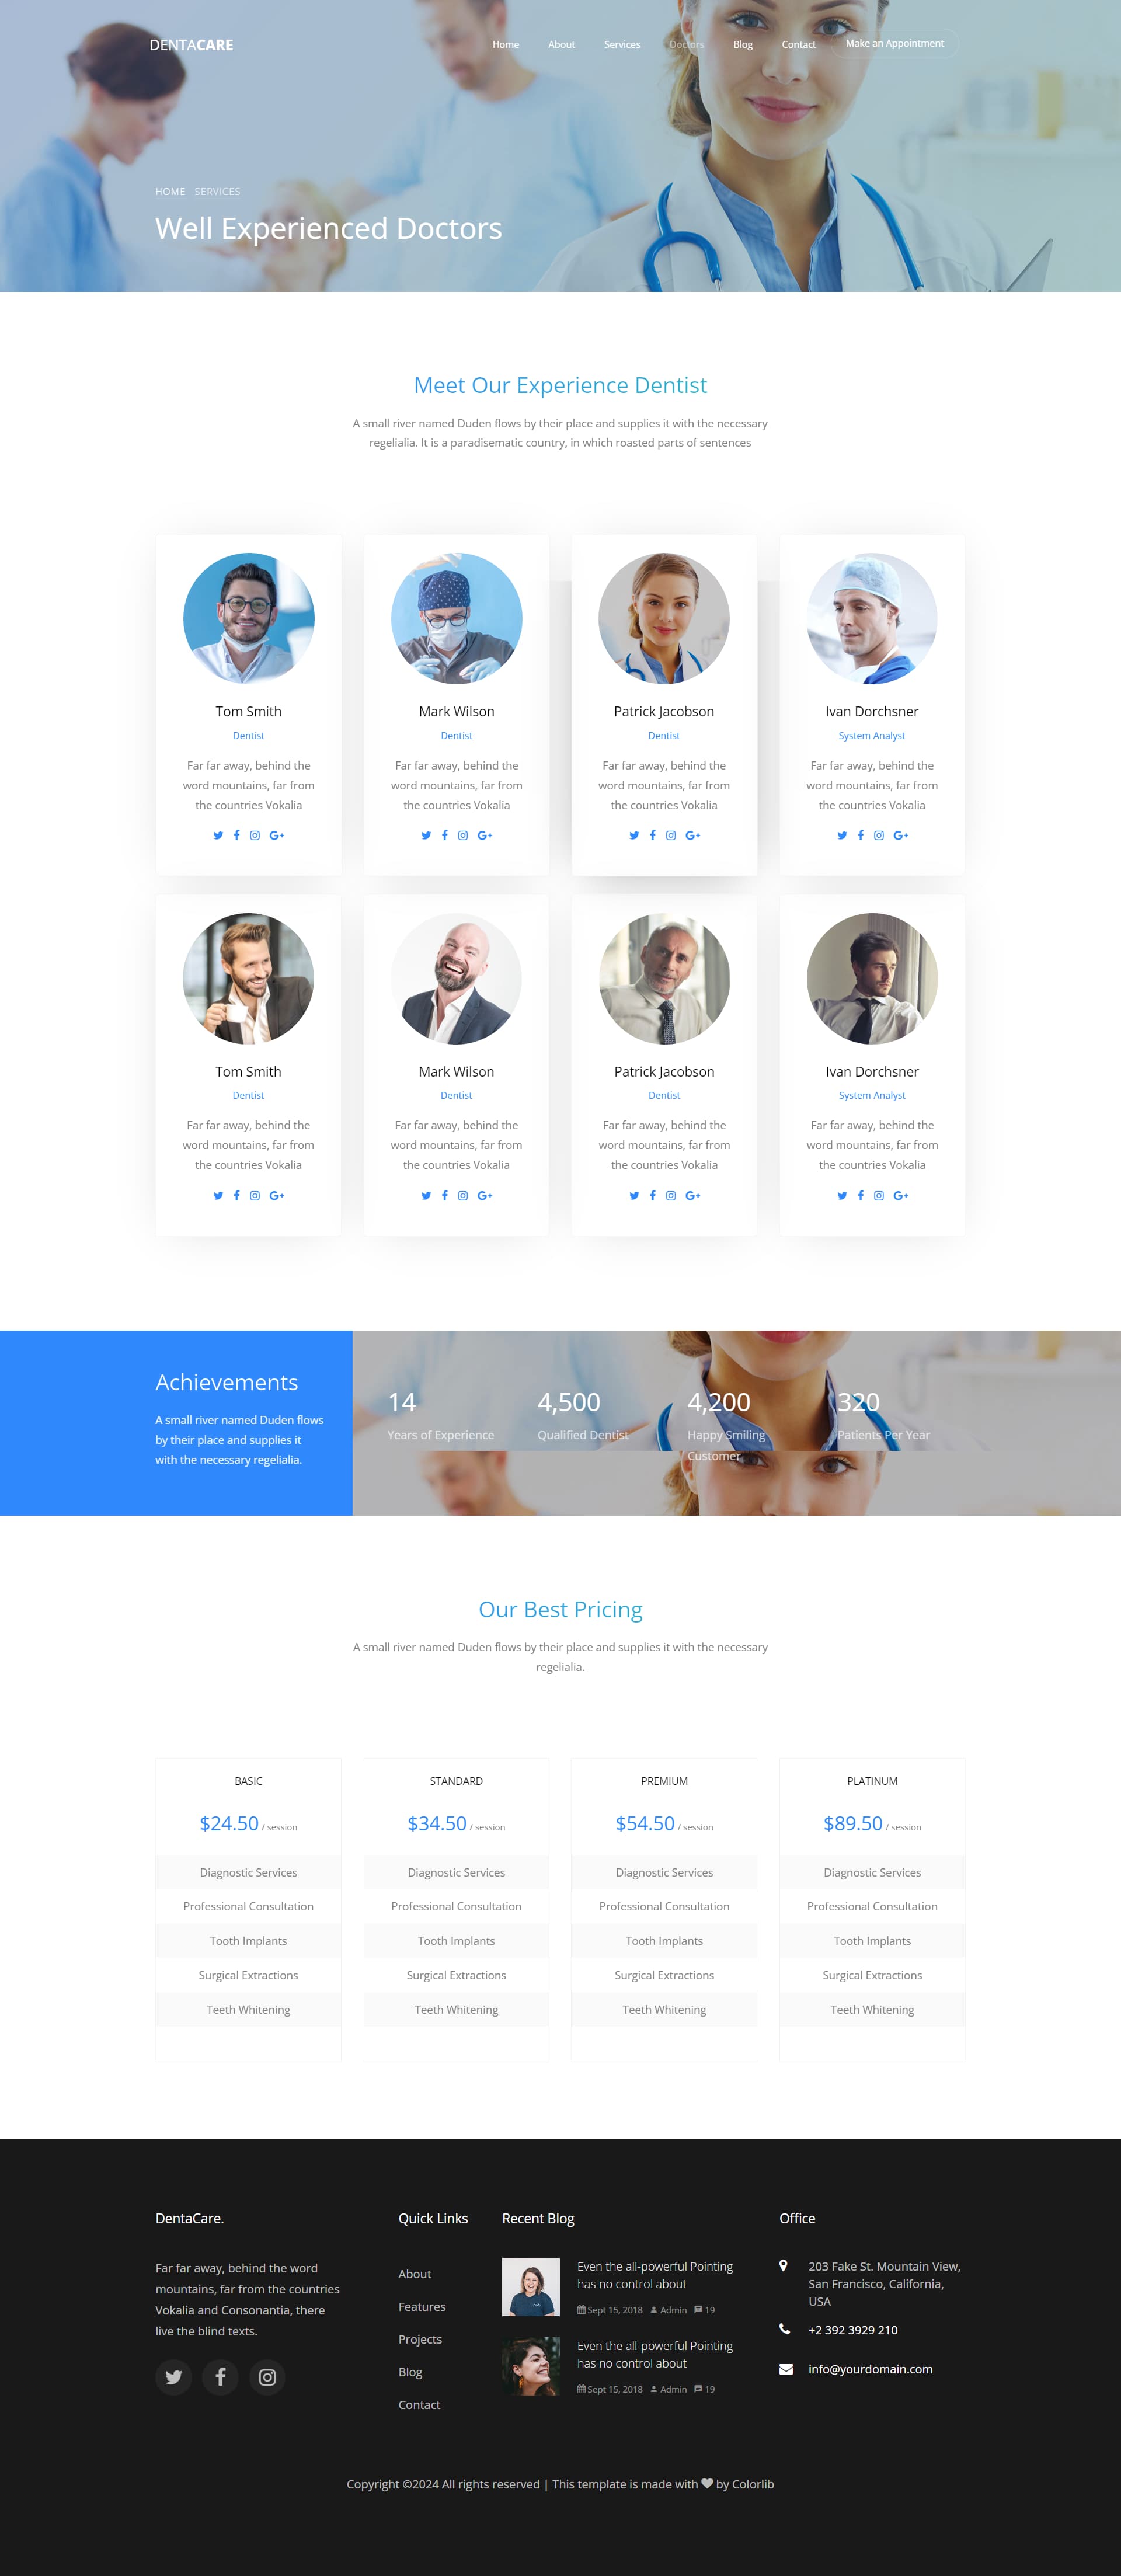 DENTACARE
Home About Services Doctors Blog Contact Make an Appointment
HOME SERVICES
Well Experienced Doctors
Meet Our Experience Dentist
A small river named Duden flows by their place and supplies it with the necessary
regelialia. It is a paradisematic country, in which roasted parts of sentences
Tom Smith
Dentist
Far far away, behind the
word mountains, far from
the countries Vokalia
Mark Wilson
Dentist
Far far away, behind the
word mountains, far from
the countries Vokalia
Patrick Jacobson
Dentist
Far far away, behind the
word mountains, far from
the countries Vokalia
Ivan Dorchsner
System Analyst
Far far away, behind the
word mountains, far from
the countries Vokalia
Tom Smith
Dentist
Far far away, behind the
word mountains, far from
the countries Vokalia
Mark Wilson
Dentist
Far far away, behind the
word mountains, far from
the countries Vokalia
Patrick Jacobson
Dentist
Far far away, behind the
word mountains, far from
the countries Vokalia
Ivan Dorchsner
System Analyst
Far far away, behind the
word mountains, far from
the countries Vokalia
Achievements
A small river named Duden flows
by their place and supplies it
with the necessary regelialia.
14
Years of Experience
4,500
Qualified Dentist
4,200
Happy Smiling
Customer
320
Patients Per Year
Our Best Pricing
A small river named Duden flows by their place and supplies it with the necessary
regelialia.
BASIC
$24.50 / session
Diagnostic Services
Professional Consultation
Tooth Implants
Surgical Extractions
Teeth Whitening
STANDARD
$34.50 / session
Diagnostic Services
Professional Consultation
Tooth Implants
Surgical Extractions
Teeth Whitening
PREMIUM
$54.50 / session
Diagnostic Services
Professional Consultation
Tooth Implants
Surgical Extractions
Teeth Whitening
PLATINUM
$89.50 / session
Diagnostic Services
Professional Consultation
Tooth Implants
Surgical Extractions
Teeth Whitening
DentaCare.
Far far away, behind the word
mountains, far from the countries
Vokalia and Consonantia, there
live the blind texts.
Quick Links
About
Features
Projects
Blog
Contact
Recent Blog
Even the all-powerful Pointing
has no control about
Sept 15, 2018 Admin 19
Even the all-powerful Pointing
has no control about
Sept 15, 2018 Admin 19
Office
203 Fake St. Mountain View,
San Francisco, California,
USA
+2 392 3929 210
info@yourdomain.com
Copyright ©2024 All rights reserved | This template is made with ♥ by Colorlib